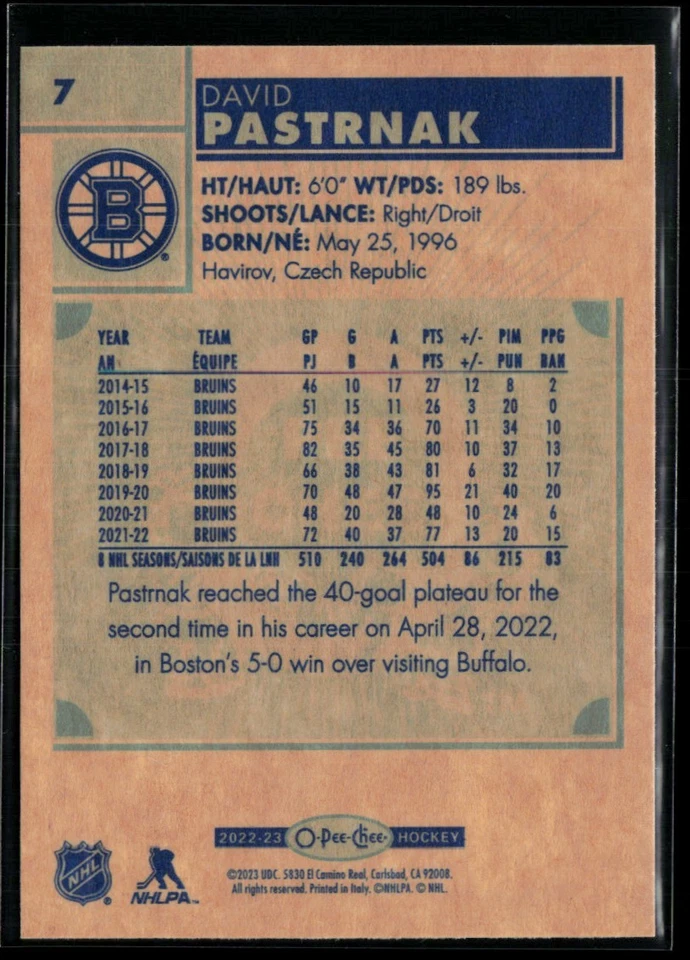 7
DAVID
PASTRNAK
B
®
HT/HAUT: 6'0" WT/PDS: 189 lbs.
SHOOTS/LANCE: Right/Droit
BORN/NÉ: May 25, 1996
Havirov, Czech Republic
YEAR TEAM GP G A PTS +/- PIM PPG
AN ÉQUIPE PJ B A PTS +/- PUN BAN
2014-15 BRUINS 46 10 17 27 12 8 2
2015-16 BRUINS 51 15 11 26 3 20 0
2016-17 BRUINS 75 34 36 70 11 34 10
2017-18 BRUINS 82 35 45 80 10 37 13
2018-19 BRUINS 66 38 43 81 6 32 17
2019-20 BRUINS 70 48 47 95 21 40 20
2020-21 BRUINS 48 20 28 48 10 24 6
2021-22 BRUINS 72 40 37 77 13 20 15
8 NHL SEASONS/SAISONS DE LA LNH 510 240 264 504 86 215 83
Pastrnak reached the 40-goal plateau for the
second time in his career on April 28, 2022,
in Boston's 5-0 win over visiting Buffalo.
2022-23 O-Pee-Chee® HOCKEY
NHL ®
NHLPA™
©2023 UDC. 5830 El Camino Real, Carlsbad, CA 92008.
All rights reserved. Printed in Italy. ©NHLPA. © NHL.